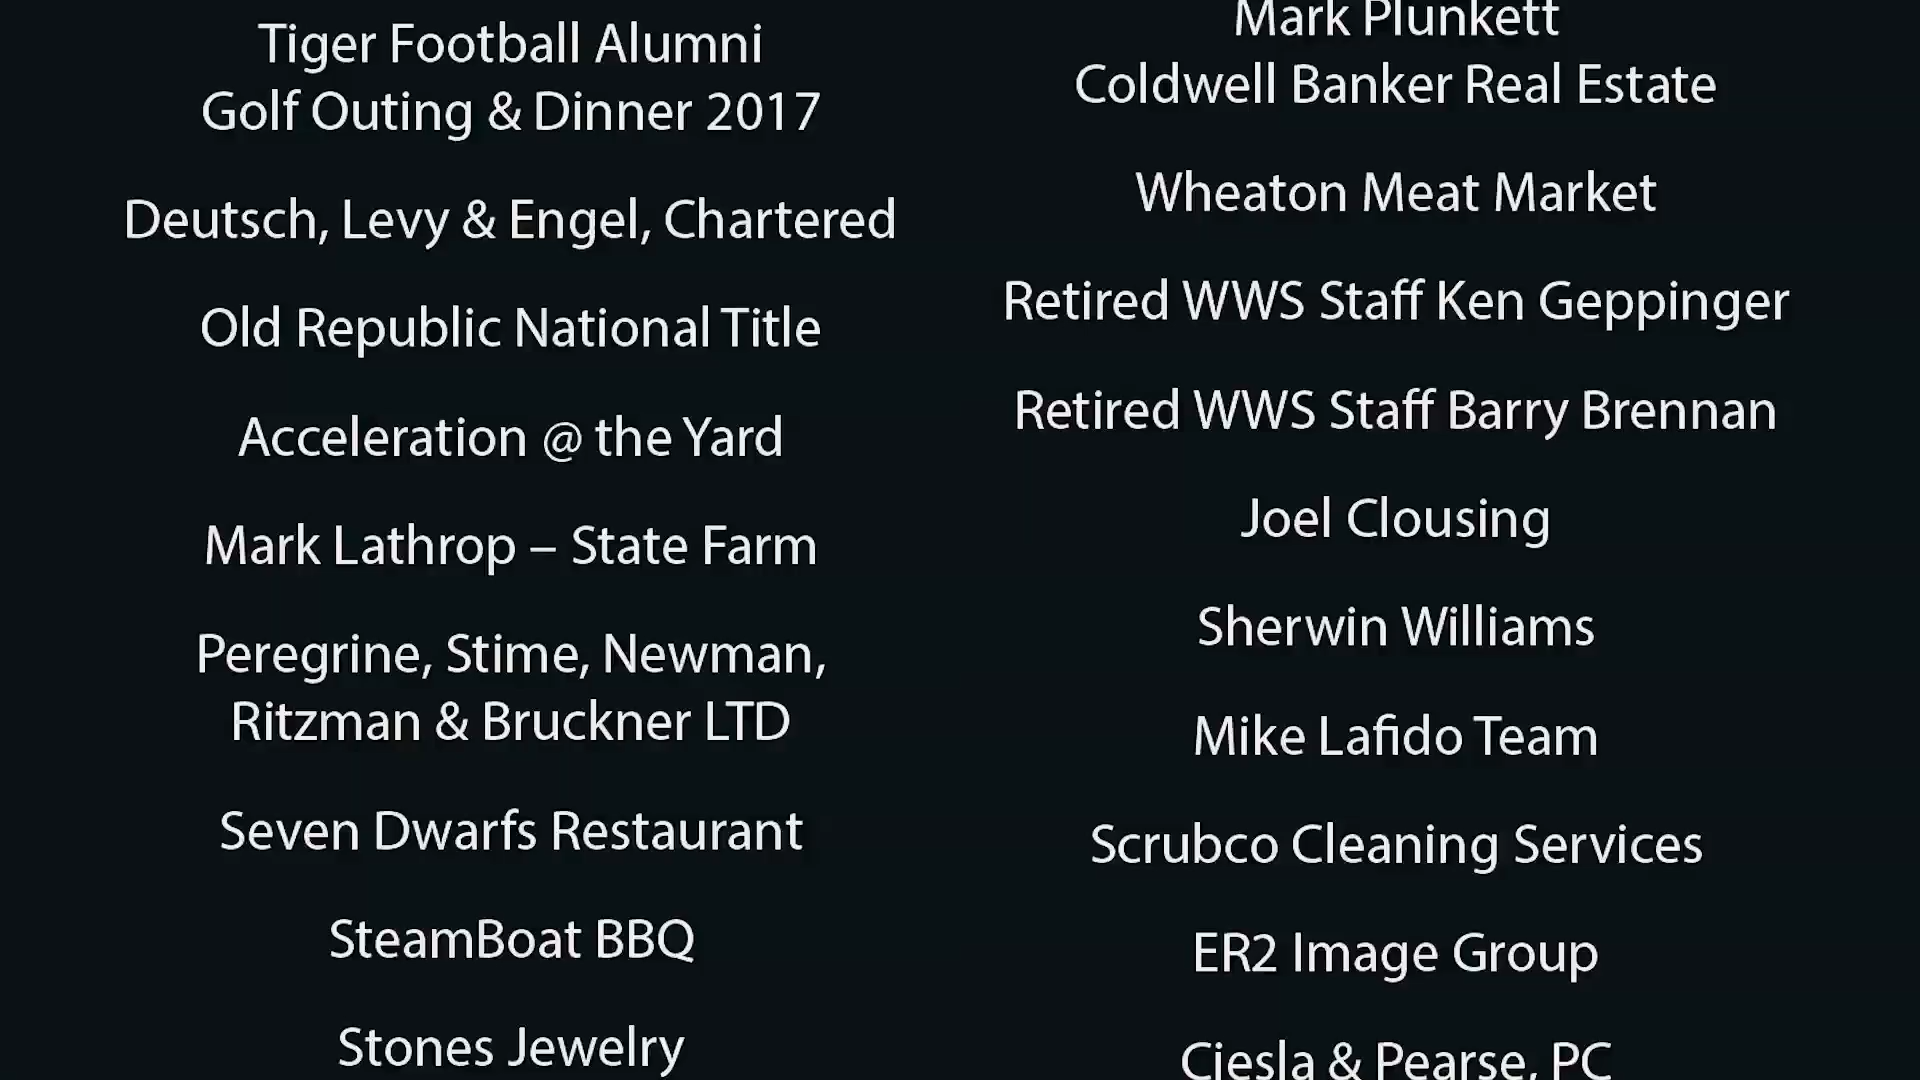 Tiger Football Alumni
Golf Outing & Dinner 2017
Deutsch, Levy & Engel, Chartered
Old Republic National Title
Acceleration @ the Yard
Mark Lathrop – State Farm
Peregrine, Stime, Newman,
Ritzman & Bruckner LTD
Seven Dwarfs Restaurant
SteamBoat BBQ
Stones Jewelry
Mark Plunkett
Coldwell Banker Real Estate
Wheaton Meat Market
Retired WWS Staff Ken Geppinger
Retired WWS Staff Barry Brennan
Joel Clousing
Sherwin Williams
Mike Lafido Team
Scrubco Cleaning Services
ER2 Image Group
Ciesla & Pearse, PC